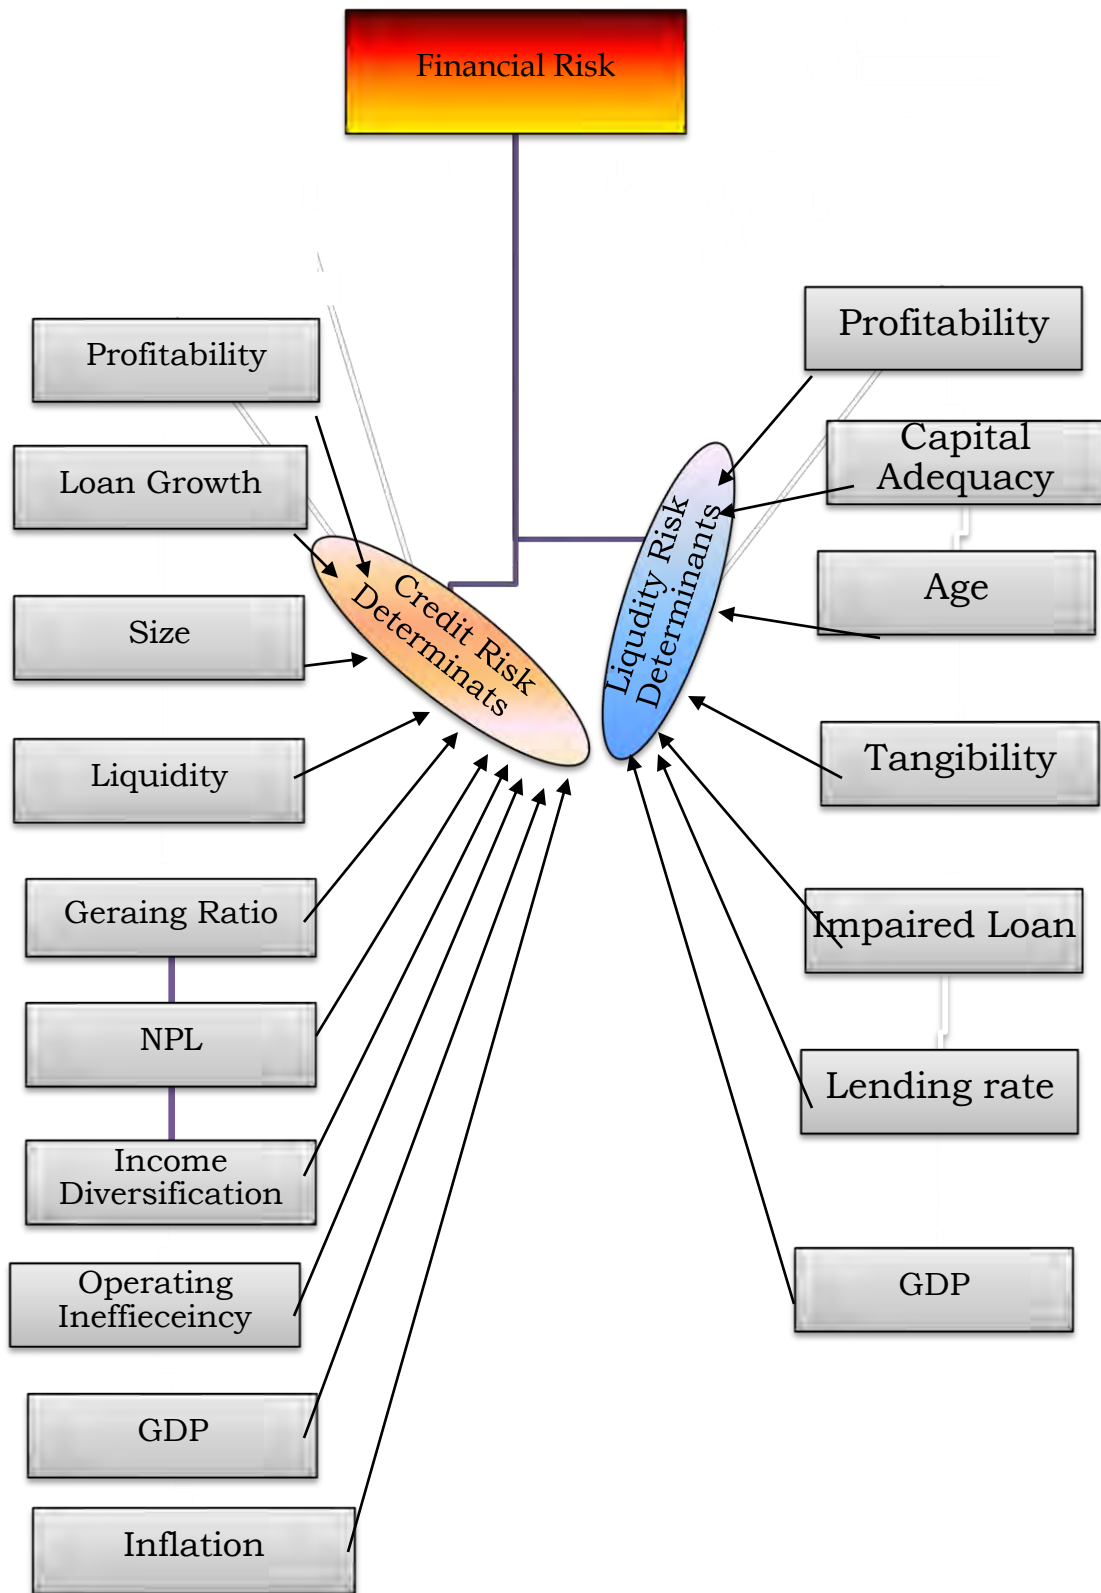 Financial Risk
Profitability
Loan Growth
Size
Liquidity
Geraing Ratio
NPL
Income
Diversification
Operating
Ineffieceincy
GDP
Inflation
Credit Risk
Determinats
Liqudity Risk
Determinants
Profitability
Capital
Adequacy
Age
Tangibility
Impaired Loan
Lending rate
GDP